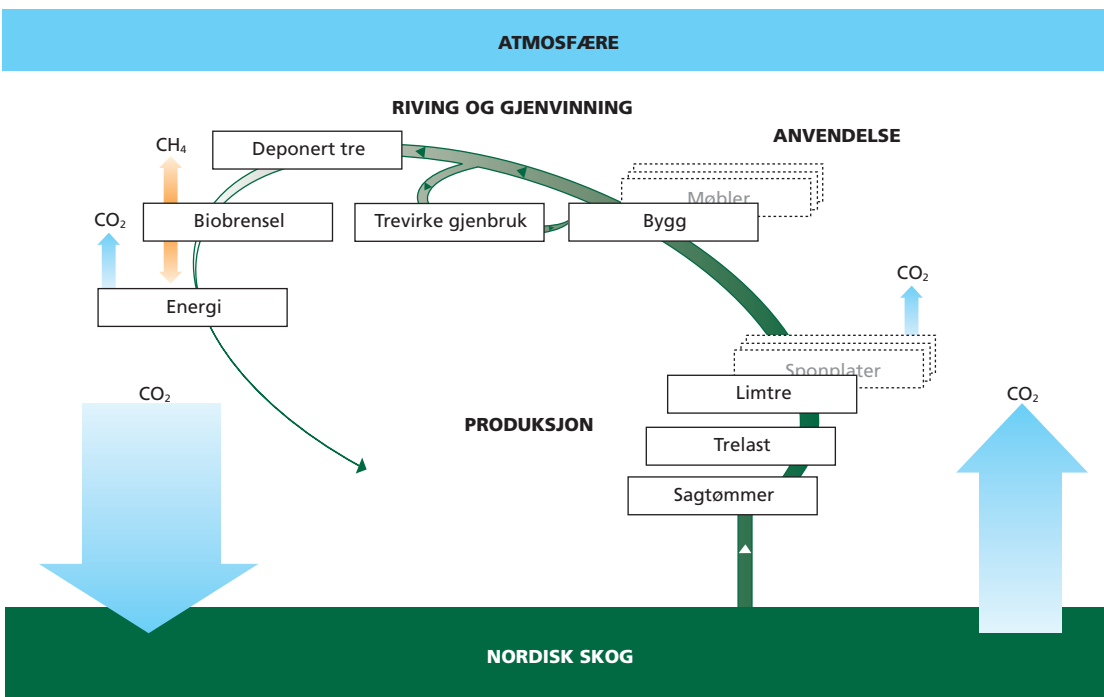 ATMOSFÆRE
RIVING OG GJENVINNING
ANVENDELSE
CH₄
Deponert tre
Møbler
CO₂
Biobrensel
Trevirke gjenbruk
Bygg
CO₂
Energi
Sponplater
CO₂
Limtre
CO₂
PRODUKSJON
Trelast
Sagtømmer
NORDISK SKOG